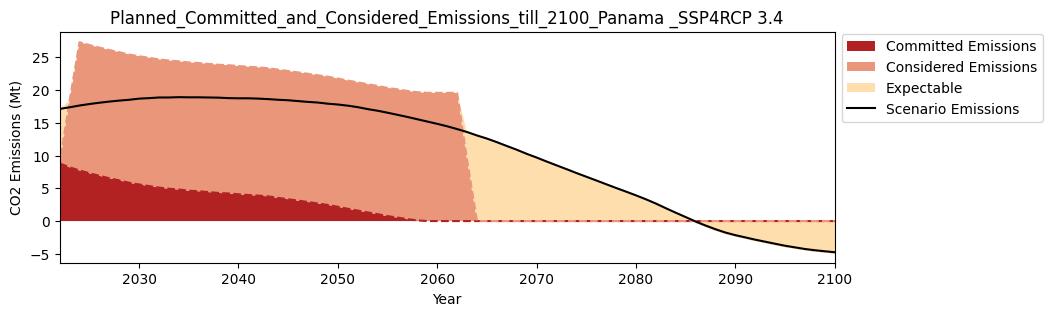 Planned_Committed_and_Considered_Emissions_till_2100_Panama _SSP4RCP 3.4
Committed Emissions
Considered Emissions
Expectable
Scenario Emissions
CO2 Emissions (Mt)
25
20
15
10
5
0
−5
2030 2040 2050 2060 2070 2080 2090 2100
Year